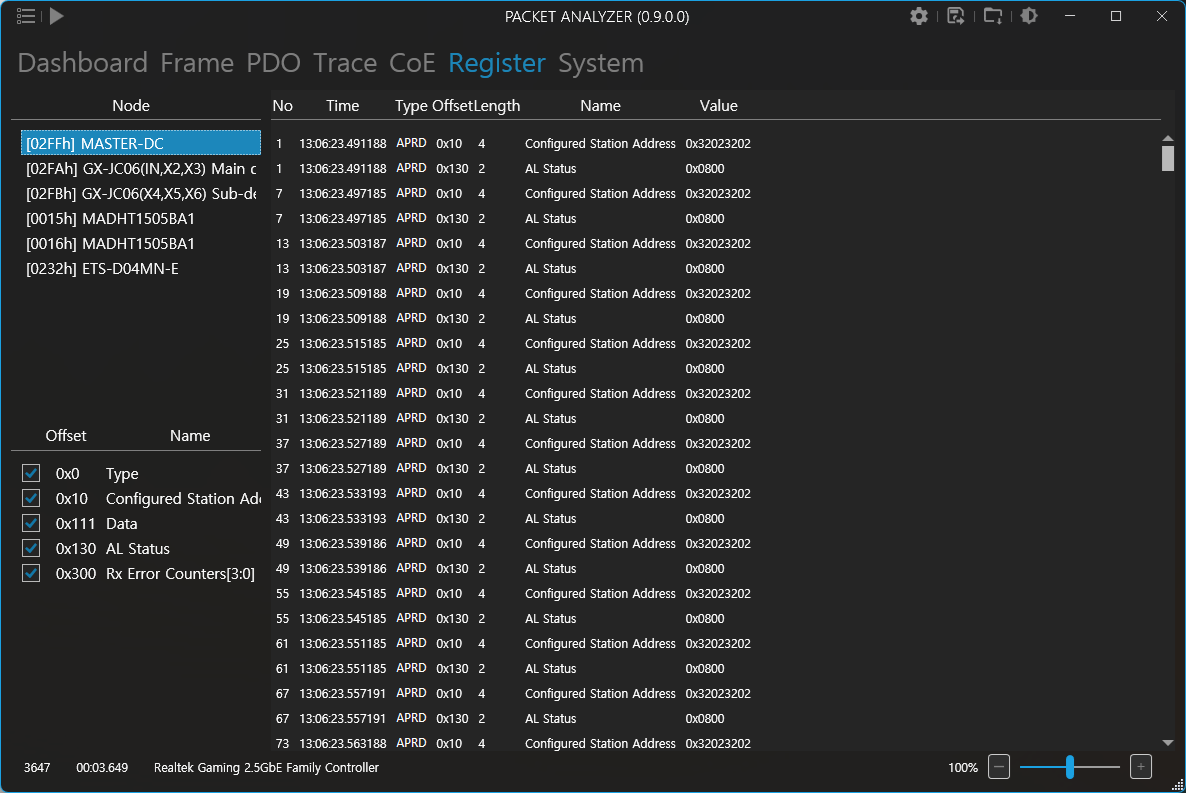 PACKET ANALYZER (0.9.0.0)
Dashboard Frame PDO Trace CoE Register System
Node
[02FFh] MASTER-DC
[02FAh] GX-JC06(IN,X2,X3) Main
[02FBh] GX-JC06(X4,X5,X6) Sub-de
[0015h] MADHT1505BA1
[0016h] MADHT1505BA1
[0232h] ETS-D04MN-E
Offset Name
0x0 Type
0x10 Configured Station Add
0x111 Data
0x130 AL Status
0x300 Rx Error Counters[3:0]
No Time Type Offset Length Name Value
1 13:06:23.491188 APRD 0x10 4 Configured Station Address 0x32023202
1 13:06:23.491188 APRD 0x130 2 AL Status 0x0800
7 13:06:23.497185 APRD 0x10 4 Configured Station Address 0x32023202
7 13:06:23.497185 APRD 0x130 2 AL Status 0x0800
13 13:06:23.503187 APRD 0x10 4 Configured Station Address 0x32023202
13 13:06:23.503187 APRD 0x130 2 AL Status 0x0800
19 13:06:23.509188 APRD 0x10 4 Configured Station Address 0x32023202
19 13:06:23.509188 APRD 0x130 2 AL Status 0x0800
25 13:06:23.515185 APRD 0x10 4 Configured Station Address 0x32023202
25 13:06:23.515185 APRD 0x130 2 AL Status 0x0800
31 13:06:23.521189 APRD 0x10 4 Configured Station Address 0x32023202
31 13:06:23.521189 APRD 0x130 2 AL Status 0x0800
37 13:06:23.527189 APRD 0x10 4 Configured Station Address 0x32023202
37 13:06:23.527189 APRD 0x130 2 AL Status 0x0800
43 13:06:23.533193 APRD 0x10 4 Configured Station Address 0x32023202
43 13:06:23.533193 APRD 0x130 2 AL Status 0x0800
49 13:06:23.539186 APRD 0x10 4 Configured Station Address 0x32023202
49 13:06:23.539186 APRD 0x130 2 AL Status 0x0800
55 13:06:23.545185 APRD 0x10 4 Configured Station Address 0x32023202
55 13:06:23.545185 APRD 0x130 2 AL Status 0x0800
61 13:06:23.551185 APRD 0x10 4 Configured Station Address 0x32023202
61 13:06:23.551185 APRD 0x130 2 AL Status 0x0800
67 13:06:23.557191 APRD 0x10 4 Configured Station Address 0x32023202
67 13:06:23.557191 APRD 0x130 2 AL Status 0x0800
73 13:06:23.563188 APRD 0x10 4 Configured Station Address 0x32023202
3647 00:03.649 Realtek Gaming 2.5GbE Family Controller 100%